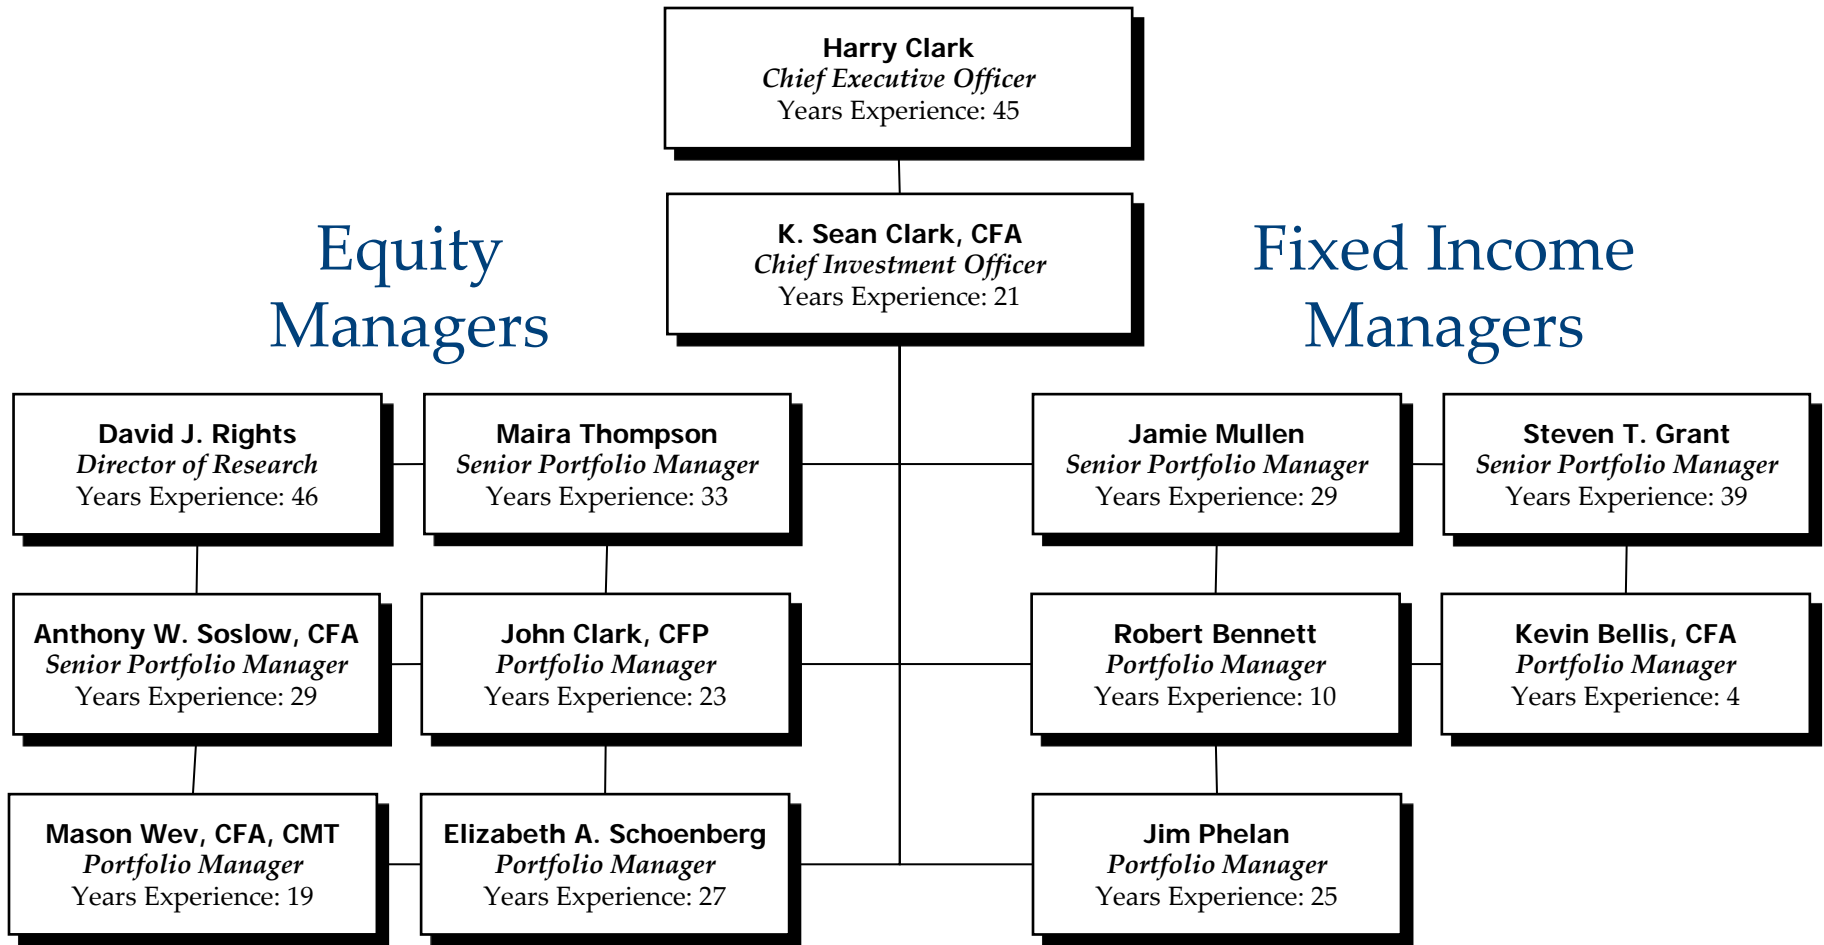 Harry Clark
Chief Executive Officer
Years Experience: 45
K. Sean Clark, CFA
Chief Investment Officer
Years Experience: 21
Equity
Managers
Fixed Income
Managers
David J. Rights
Director of Research
Years Experience: 46
Maira Thompson
Senior Portfolio Manager
Years Experience: 33
Jamie Mullen
Senior Portfolio Manager
Years Experience: 29
Steven T. Grant
Senior Portfolio Manager
Years Experience: 39
Anthony W. Soslow, CFA
Senior Portfolio Manager
Years Experience: 29
John Clark, CFP
Portfolio Manager
Years Experience: 23
Robert Bennett
Portfolio Manager
Years Experience: 10
Kevin Bellis, CFA
Portfolio Manager
Years Experience: 4
Mason Wev, CFA, CMT
Portfolio Manager
Years Experience: 19
Elizabeth A. Schoenberg
Portfolio Manager
Years Experience: 27
Jim Phelan
Portfolio Manager
Years Experience: 25